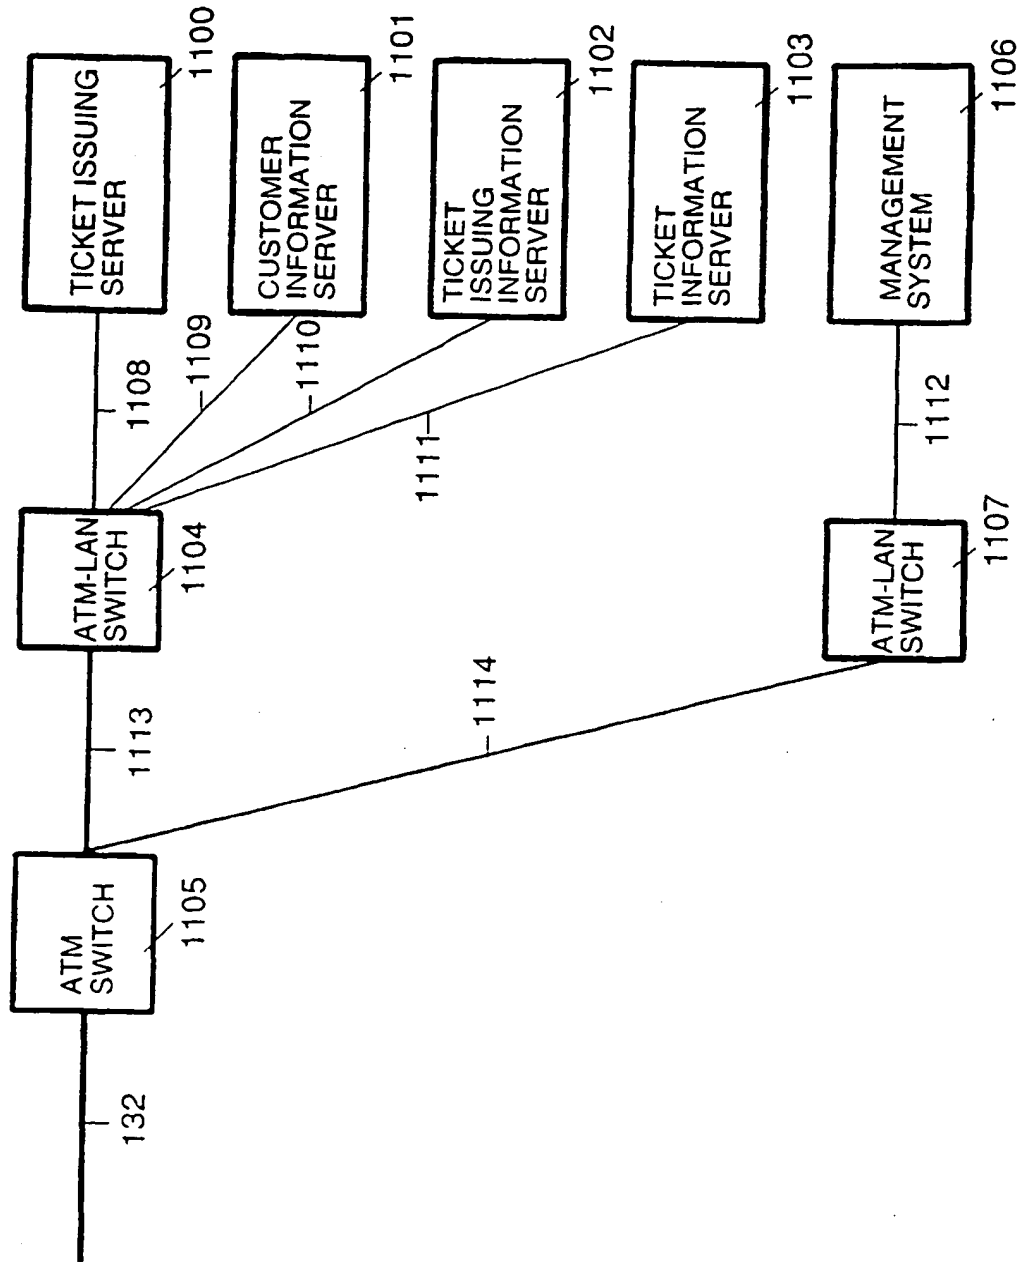 TICKET ISSUING
SERVER
1100
CUSTOMER
INFORMATION
SERVER
1101
TICKET
ISSUING
INFORMATION
SERVER
1102
TICKET
INFORMATION
SERVER
1103
MANAGEMENT
SYSTEM
1106
1108
1109
1110
1111
1112
ATM-LAN
SWITCH
1104
ATM-LAN
SWITCH
1107
1113
1114
ATM
SWITCH
1105
132